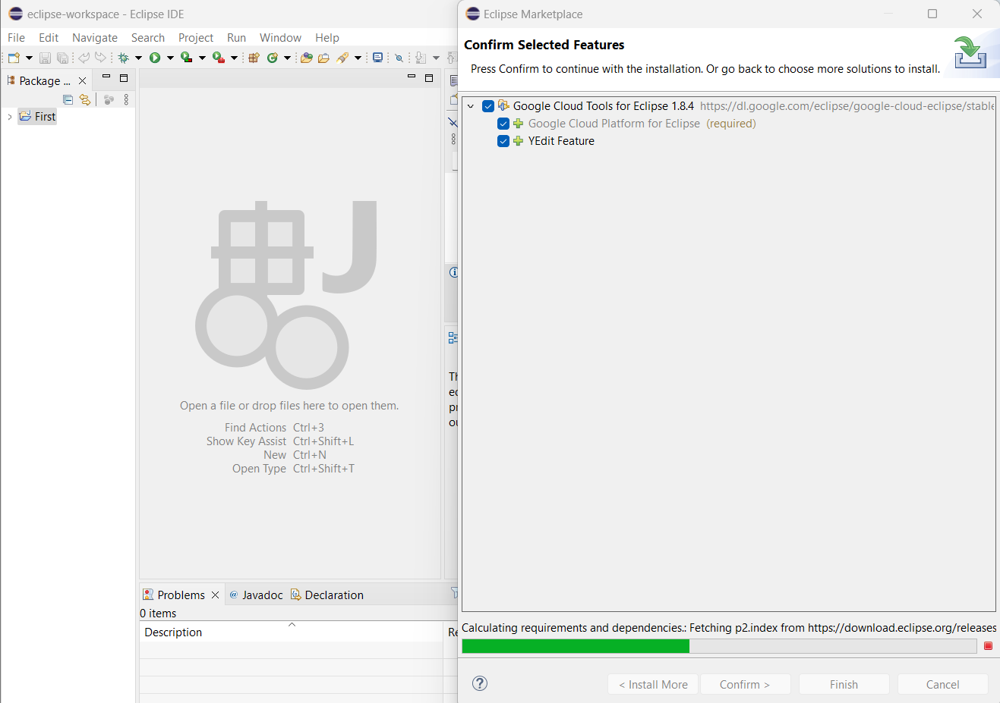 eclipse-workspace - Eclipse IDE
File Edit Navigate Search Project Run Window Help
Package ...
First
Open a file or drop files here to open them.
Find Actions Ctrl+3
Show Key Assist Ctrl+Shift+L
New Ctrl+N
Open Type Ctrl+Shift+T
Problems
Javadoc
Declaration
0 items
Description
Eclipse Marketplace
Confirm Selected Features
Press Confirm to continue with the installation. Or go back to choose more solutions to install.
Google Cloud Tools for Eclipse 1.8.4 https://dl.google.com/eclipse/google-cloud-eclipse/stable
Google Cloud Platform for Eclipse (required)
YEdit Feature
Calculating requirements and dependencies.: Fetching p2.index from https://download.eclipse.org/releases
< Install More
Confirm >
Finish
Cancel